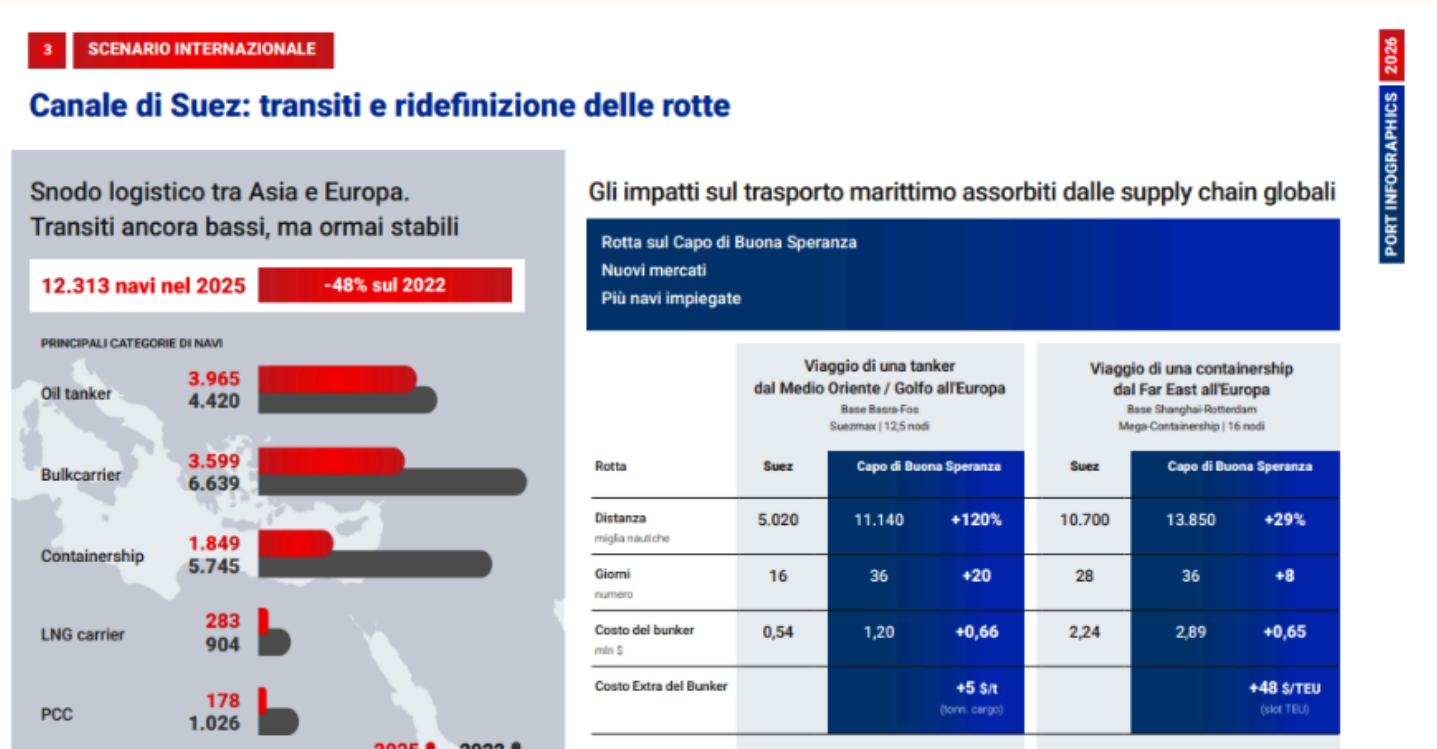 3 SCENARIO INTERNAZIONALE
Canale di Suez: transiti e ridefinizione delle rotte
PORT INFOGRAPHICS 2026
Snodo logistico tra Asia e Europa.
Transiti ancora bassi, ma ormai stabili
12.313 navi nel 2025 -48% sul 2022
PRINCIPALI CATEGORIE DI NAVI
Oil tanker 3.965
4.420
Bulkcarrier 3.599
6.639
Containership 1.849
5.745
LNG carrier 283
904
PCC 178
1.026
2025 2022
Gli impatti sul trasporto marittimo assorbiti dalle supply chain globali
Rotta sul Capo di Buona Speranza
Nuovi mercati
Più navi impiegate
Viaggio di una tanker
dal Medio Oriente / Golfo all'Europa
Base Basra-Fos
Suezmax | 12,5 nodi
Viaggio di una containership
dal Far East all'Europa
Base Shanghai-Rotterdam
Mega-Containership | 16 nodi
Rotta Suez Capo di Buona Speranza Suez Capo di Buona Speranza
Distanza 5.020 11.140 +120% 10.700 13.850 +29%
miglia nautiche
Giorni 16 36 +20 28 36 +8
numero
Costo del bunker 0,54 1,20 +0,66 2,24 2,89 +0,65
mln $
Costo Extra del Bunker +5 $/t +48 $/TEU
(tonn. cargo) (slot TEU)